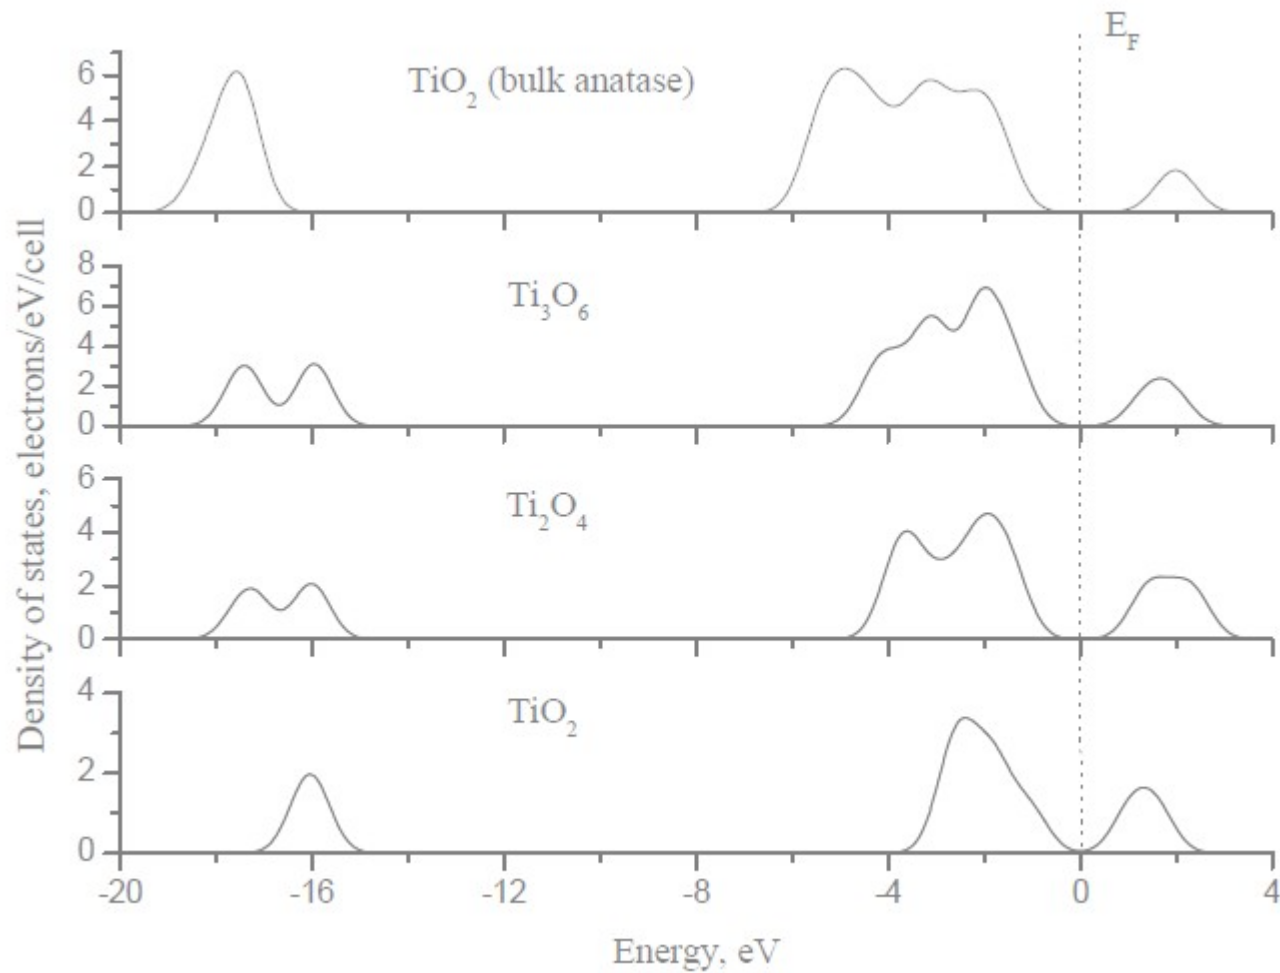 E_F
TiO₂ (bulk anatase)
6
4
2
0
Ti₃O₆
8
6
4
2
0
Ti₂O₄
6
4
2
0
TiO₂
4
2
0
-20 -16 -12 -8 -4 0 4
Energy, eV
Density of states, electrons/eV/cell